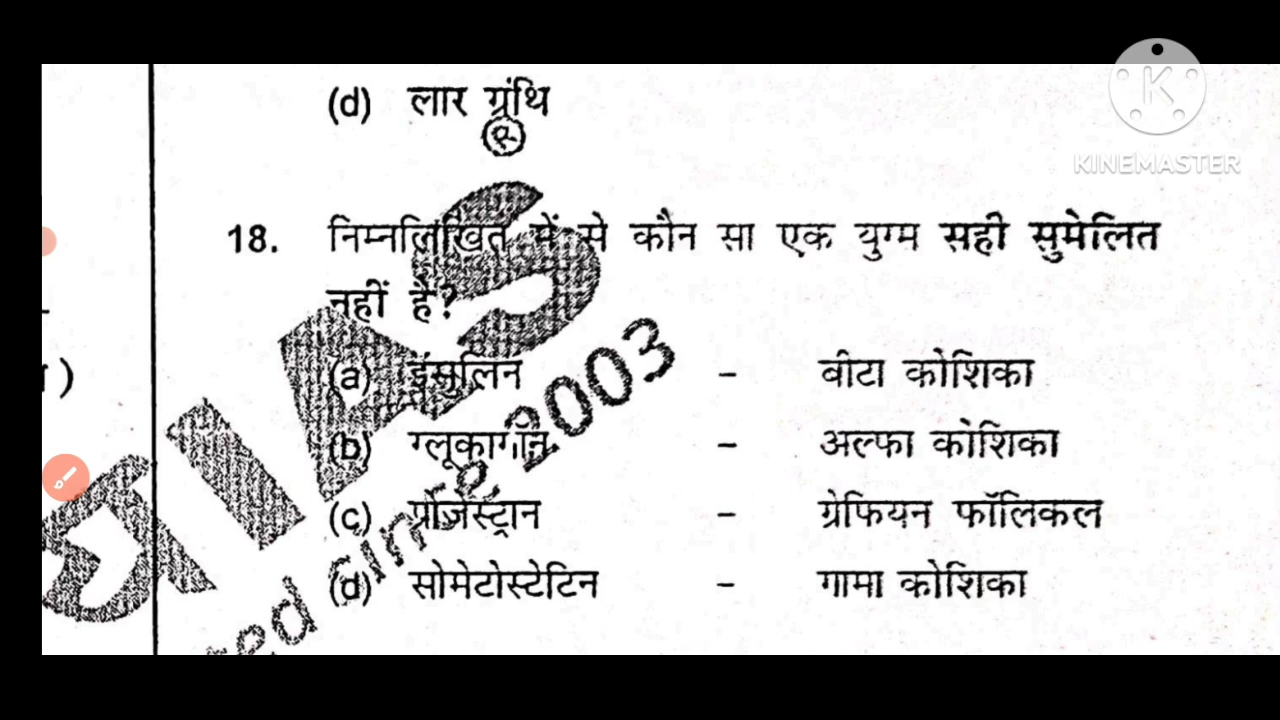 KINEMASTER
(d) लार ग्रंथि
18. निम्नलिखित में से कौन सा एक युग्म सही सुमेलित
नहीं है?
(a) इंसुलिन - बीटा कोशिका
(b) ग्लूकागॉन - अल्फा कोशिका
(c) प्रोजेस्ट्रान - ग्रेफियन फॉलिकल
(d) सोमेटोस्टेटिन - गामा कोशिका
2003